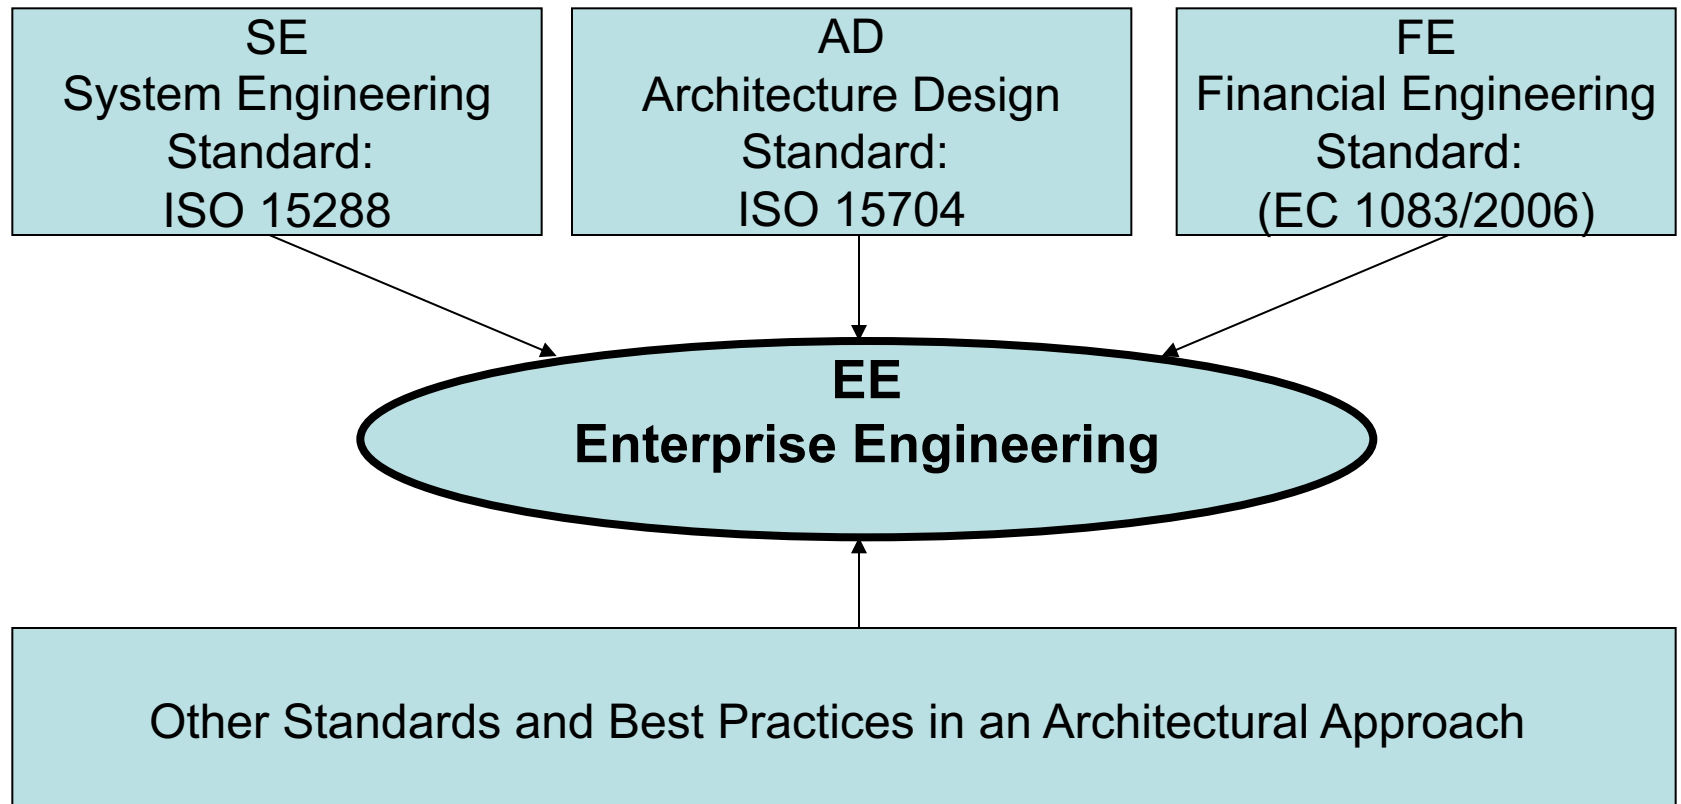 SE
System Engineering
Standard:
ISO 15288
AD
Architecture Design
Standard:
ISO 15704
FE
Financial Engineering
Standard:
(EC 1083/2006)
EE
Enterprise Engineering
Other Standards and Best Practices in an Architectural Approach